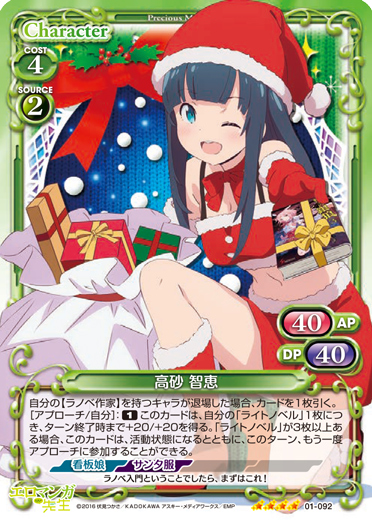 Precious M
Character
COST
4
SOURCE
2
40 AP
DP 40
高砂 智恵
自分の【ラノベ作家】を持つキャラが退場した場合、カードを1枚引く。
[アプローチ/自分]:1このカードは、自分の「ライトノベル」1枚につ
き、ターン終了時まで+20/+20を得る。「ライトノベル」が3枚以上あ
る場合、このカードは、活動状態になるとともに、このターン、もう一度
アプローチに参加することができる。
看板娘 サンタ服
ラノベ入門ということでしたら、まずはこれ!
エロマンガ先生
01-092
©2016 伏見つかさ/KADOKAWA アスキー・メディアワークス/EMP